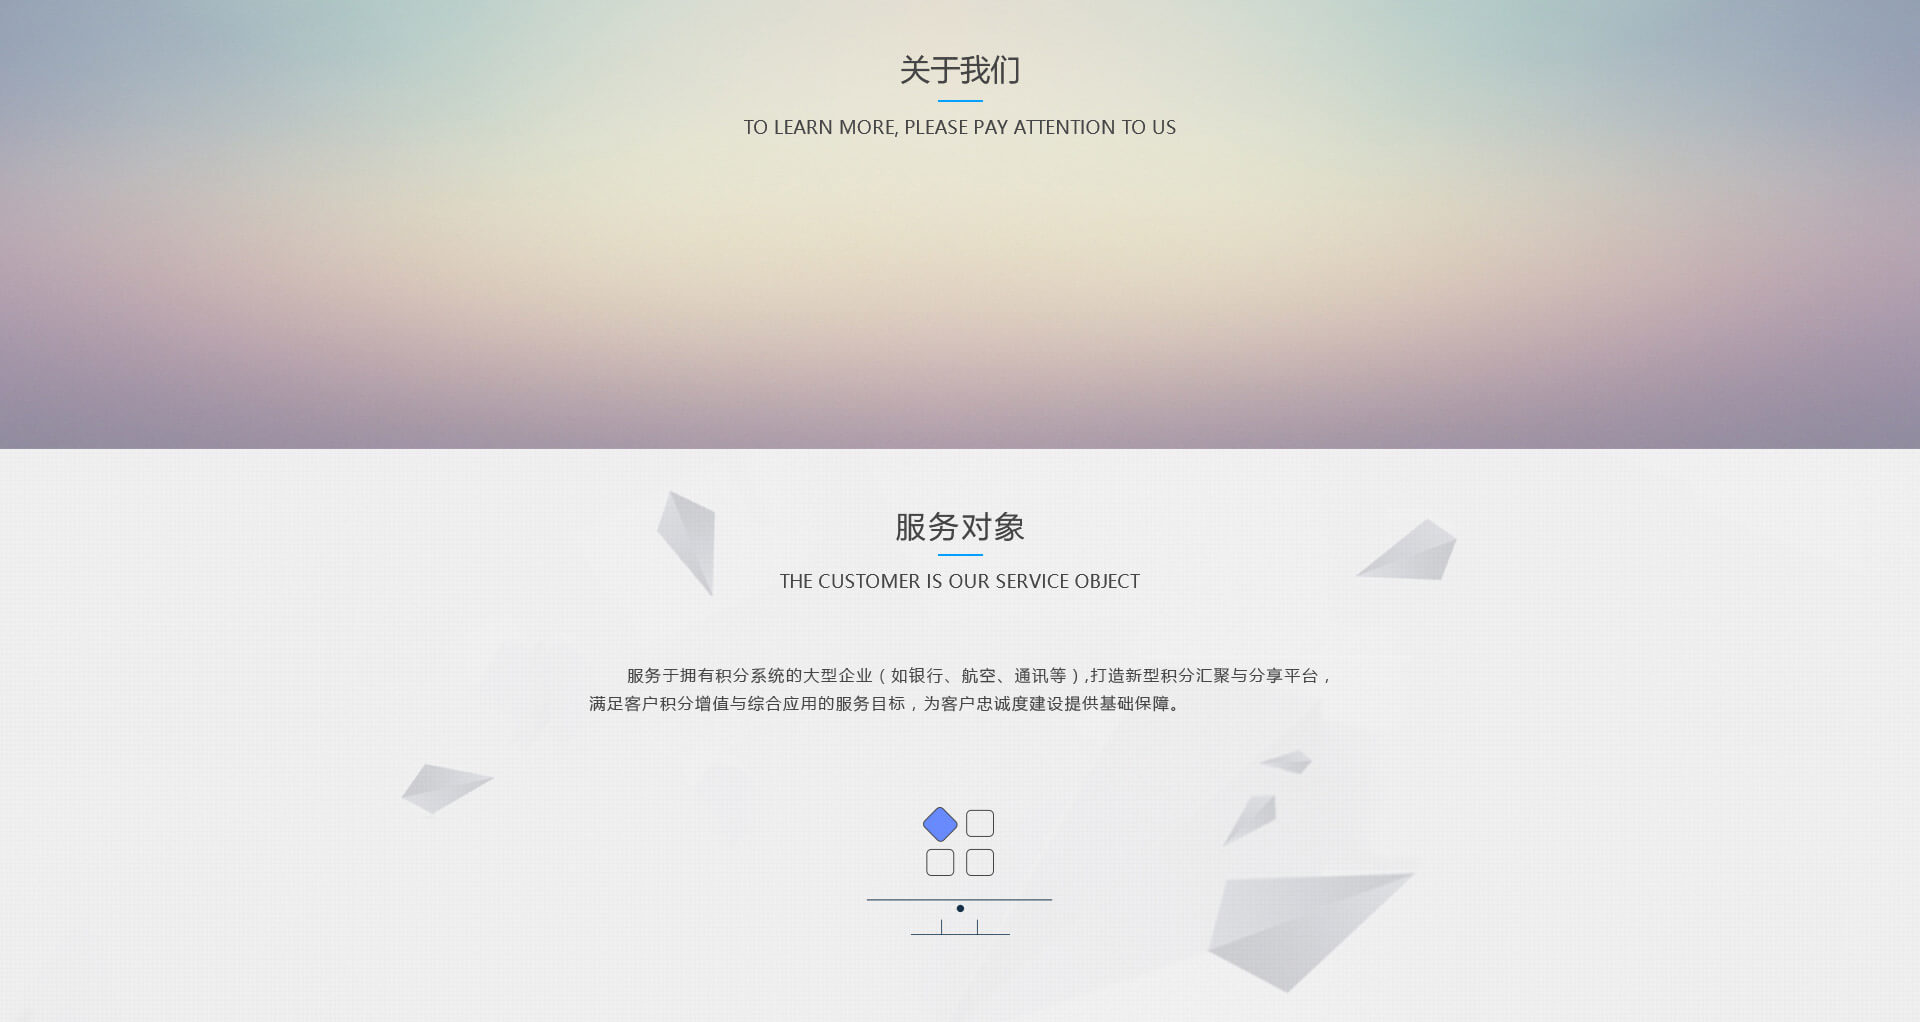 关于我们
TO LEARN MORE, PLEASE PAY ATTENTION TO US
服务对象
THE CUSTOMER IS OUR SERVICE OBJECT
服务于拥有积分系统的大型企业（如银行、航空、通讯等）,打造新型积分汇聚与分享平台，
满足客户积分增值与综合应用的服务目标，为客户忠诚度建设提供基础保障。